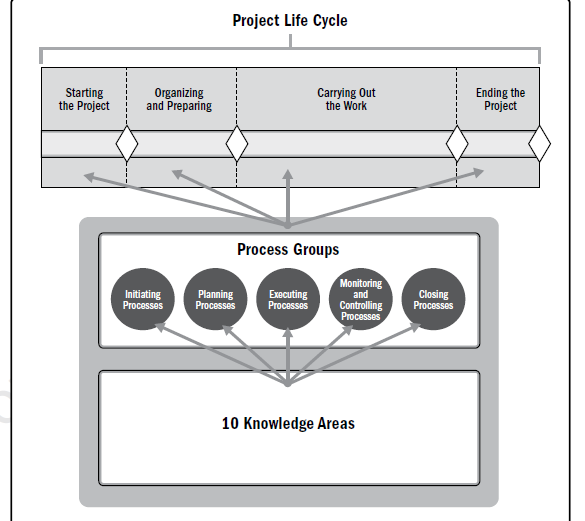 Project Life Cycle
Starting
the Project
Organizing
and Preparing
Carrying Out
the Work
Ending the
Project
Process Groups
Initiating
Processes
Planning
Processes
Executing
Processes
Monitoring
and
Controlling
Processes
Closing
Processes
10 Knowledge Areas